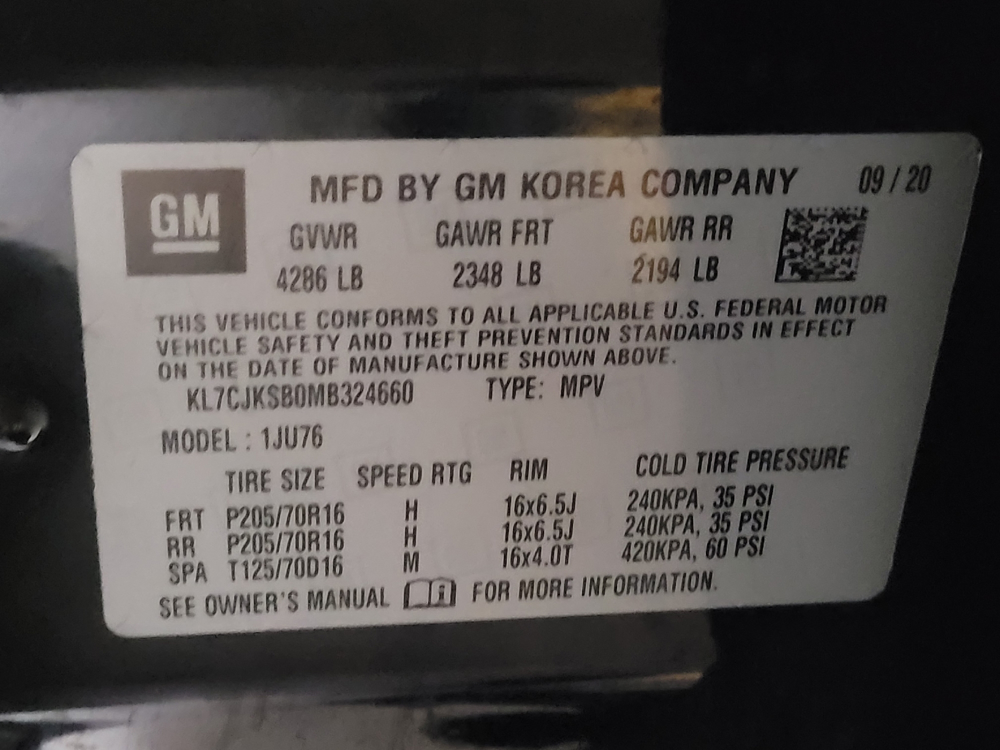 GM
MFD BY GM KOREA COMPANY 09 / 20
GVWR GAWR FRT GAWR RR
4286 LB 2348 LB 2194 LB
THIS VEHICLE CONFORMS TO ALL APPLICABLE U.S. FEDERAL MOTOR
VEHICLE SAFETY AND THEFT PREVENTION STANDARDS IN EFFECT
ON THE DATE OF MANUFACTURE SHOWN ABOVE.
KL7CJKSB0MB324660 TYPE: MPV
MODEL : 1JU76
TIRE SIZE SPEED RTG RIM COLD TIRE PRESSURE
FRT P205/70R16 H 16x6.5J 240KPA, 35 PSI
RR P205/70R16 H 16x6.5J 240KPA, 35 PSI
SPA T125/70D16 M 16x4.0T 420KPA, 60 PSI
SEE OWNER'S MANUAL i FOR MORE INFORMATION.